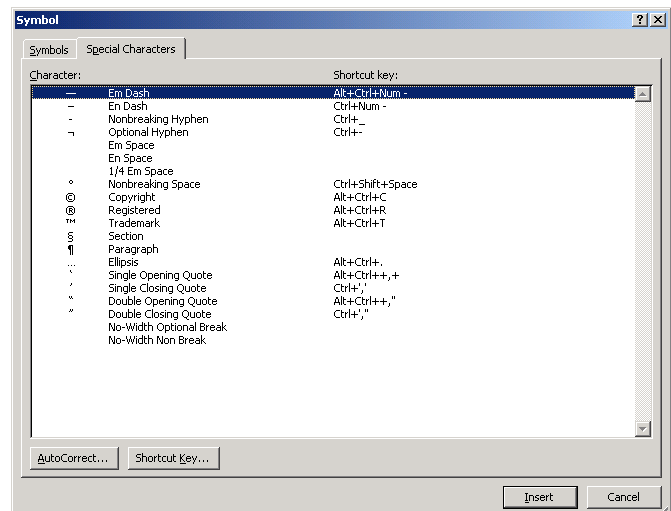 Symbol
Symbols Special Characters
Character: Shortcut key:
— Em Dash Alt+Ctrl+Num -
– En Dash Ctrl+Num -
- Nonbreaking Hyphen Ctrl+_
¬ Optional Hyphen Ctrl+-
Em Space
En Space
1/4 Em Space
° Nonbreaking Space Ctrl+Shift+Space
© Copyright Alt+Ctrl+C
® Registered Alt+Ctrl+R
™ Trademark Alt+Ctrl+T
§ Section
¶ Paragraph
… Ellipsis Alt+Ctrl+.
‘ Single Opening Quote Alt+Ctrl++,+
’ Single Closing Quote Ctrl+','
“ Double Opening Quote Alt+Ctrl++,"
” Double Closing Quote Ctrl+',"
No-Width Optional Break
No-Width Non Break
AutoCorrect... Shortcut Key...
Insert Cancel